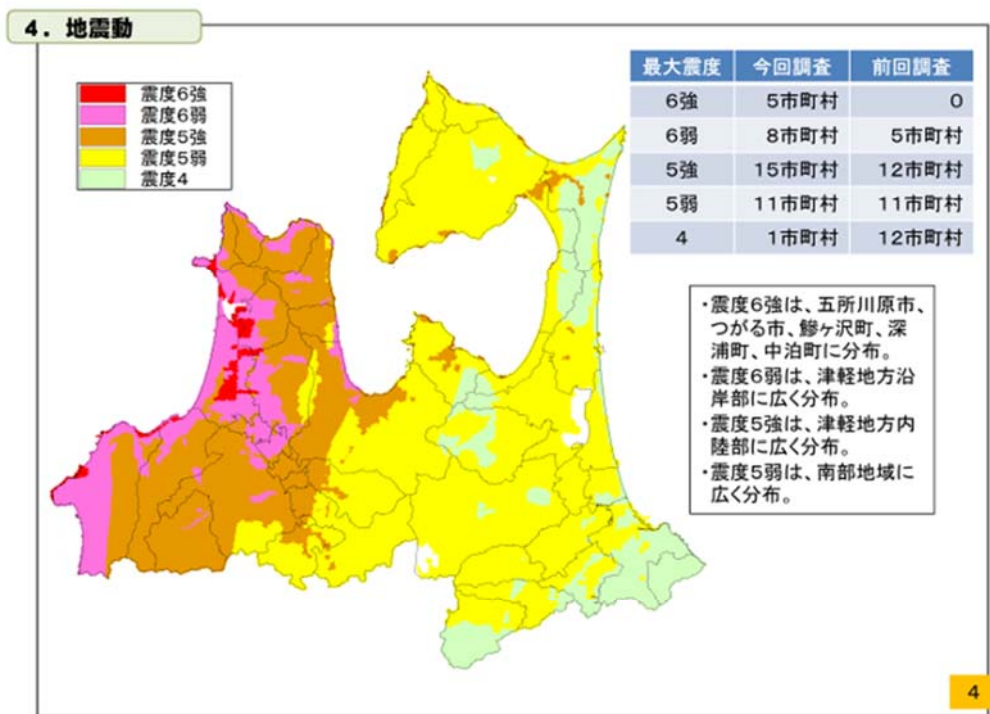 4．地震動
震度6強
震度6弱
震度5強
震度5弱
震度4
最大震度 今回調査 前回調査
6強 5市町村 0
6弱 8市町村 5市町村
5強 15市町村 12市町村
5弱 11市町村 11市町村
4 1市町村 12市町村
・震度6強は、五所川原市、
つがる市、鰺ヶ沢町、深
浦町、中泊町に分布。
・震度6弱は、津軽地方沿
岸部に広く分布。
・震度5強は、津軽地方内
陸部に広く分布。
・震度5弱は、南部地域に
広く分布。
4